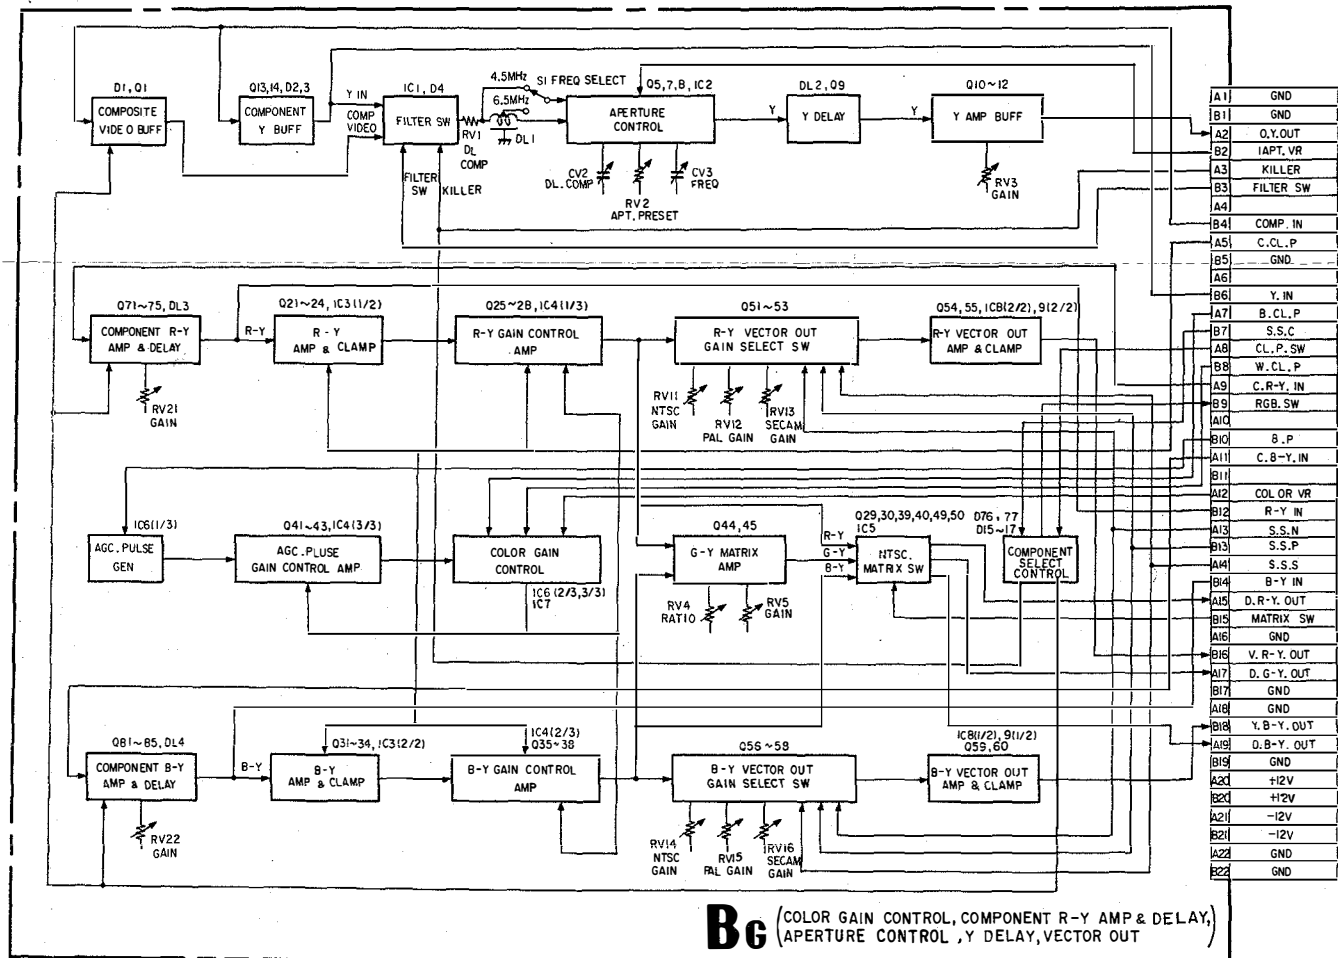 D1, Q1
COMPOSITE
VIDEO BUFF
Q13,14, D2,3
COMPONENT
Y BUFF
Y IN
COMP
VIDEO
IC1, D4
FILTER SW
FILTER
SW
KILLER
RV1
DL
COMP
4.5MHz
6.5MHz
S1 FREQ SELECT
DL1
Q5,7,8, IC2
APERTURE
CONTROL
CV2
DL.COMP
RV2
APT.PRESET
CV3
FREQ
Y
DL2, Q9
Y DELAY
Y
Q10~12
Y AMP BUFF
RV3
GAIN
Q71~75, DL3
COMPONENT R-Y
AMP & DELAY
RV21
GAIN
R-Y
Q21~24, IC3(1/2)
R-Y
AMP & CLAMP
Q25~28, IC4(1/3)
R-Y GAIN CONTROL
AMP
Q51~53
R-Y VECTOR OUT
GAIN SELECT SW
RV11
NTSC
GAIN
RV12
PAL GAIN
RV13
SECAM
GAIN
Q54, 55, IC8(2/2), 9(2/2)
R-Y VECTOR OUT
AMP & CLAMP
IC6(1/3)
AGC.PULSE
GEN
Q41~43, IC4(3/3)
AGC.PLUSE
GAIN CONTROL AMP
COLOR GAIN
CONTROL
IC6(2/3,3/3)
IC7
Q44,45
G-Y MATRIX
AMP
RV4
RATIO
RV5
GAIN
R-Y
G-Y
B-Y
Q29,30,39,40,49,50
IC5
NTSC.
MATRIX SW
D76, 77
D15~17
COMPONENT
SELECT
CONTROL
Q81~85, DL4
COMPONENT B-Y
AMP & DELAY
RV22
GAIN
B-Y
Q31~34, IC3(2/2)
B-Y
AMP & CLAMP
IC4(2/3)
Q35~38
B-Y GAIN CONTROL
AMP
Q56~58
B-Y VECTOR OUT
GAIN SELECT SW
RV14
NTSC
GAIN
RV15
PAL GAIN
RV16
SECAM
GAIN
IC8(1/2), 9(1/2)
Q59,60
B-Y VECTOR OUT
AMP & CLAMP
A1 GND
B1 GND
A2 O.Y.OUT
B2 IAPT. VR
A3 KILLER
B3 FILTER SW
A4
B4 COMP. IN
A5 C.CL.P
B5 GND
A6
B6 Y. IN
A7 B.CL.P
B7 S.S.C
A8 CL.P.SW
B8 W.CL.P
A9 C.R-Y. IN
B9 RGB.SW
A10
B10 B.P
A11 C.B-Y. IN
B11
A12 COLOR VR
B12 R-Y IN
A13 S.S.N
B13 S.S.P
A14 S.S.S
B14 B-Y IN
A15 D.R-Y. OUT
B15 MATRIX SW
A16 GND
B16 V.R-Y.OUT
A17 D.G-Y.OUT
B17 GND
A18 GND
B18 Y.B-Y.OUT
A19 D.B-Y. OUT
B19 GND
A20 +12V
B20 +12V
A21 -12V
B21 -12V
A22 GND
B22 GND
BG (COLOR GAIN CONTROL, COMPONENT R-Y AMP & DELAY,
APERTURE CONTROL , Y DELAY, VECTOR OUT)